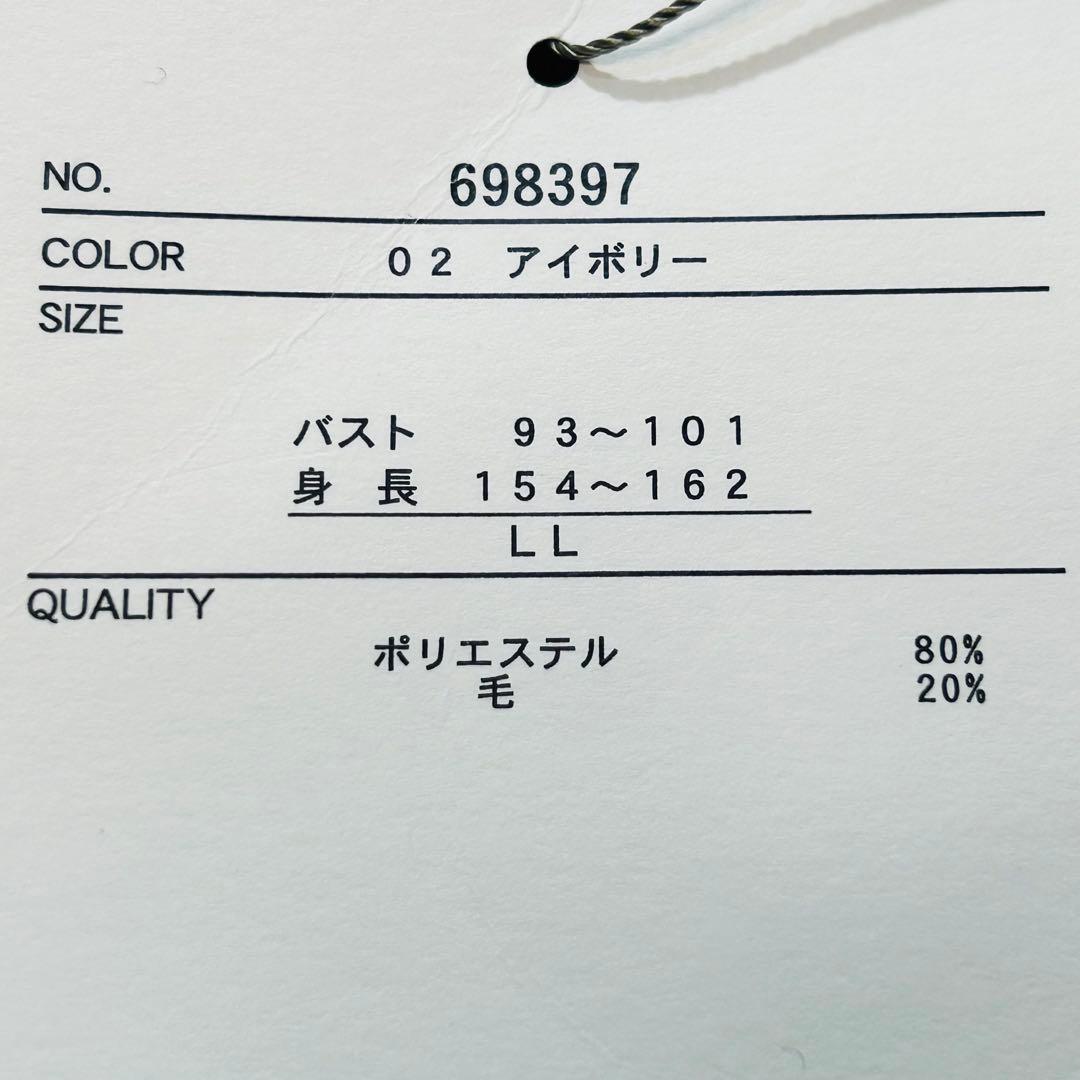 NO. 698397
COLOR ０２ アイボリー
SIZE
バスト ９３～１０１
身 長 １５４～１６２
ＬＬ
QUALITY
ポリエステル 80%
毛 20%